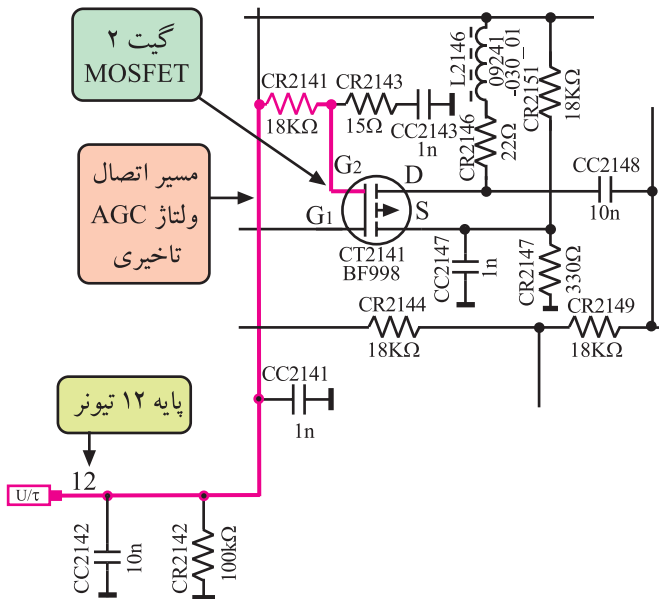 گیت ۲
MOSFET
CR2141
18KΩ
CR2143
15Ω
CC2143
1n
L2146
09241
-030_01
CR2151
18KΩ
CR2146
22Ω
G2
D
S
G1
CT2141
BF998
CC2148
10n
مسیر اتصال
ولتاژ AGC
تاخیری
CC2147
1n
CR2147
330Ω
CR2144
18KΩ
CR2149
18KΩ
CC2141
1n
پایه ۱۲ تیونر
12
U/τ
CC2142
10n
CR2142
100kΩ